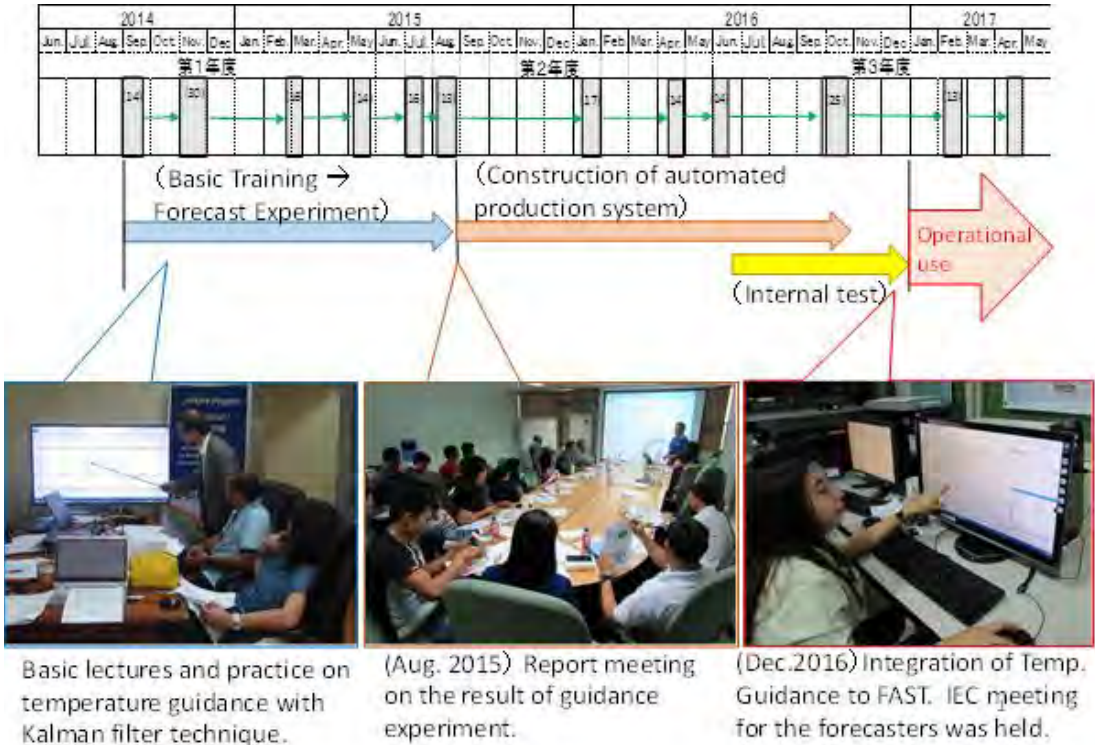 2014 2015 2016 2017
Jun. Jul. Aug. Sep. Oct. Nov. Dec. Jan. Feb. Mar. Apr. May Jun. Jul. Aug. Sep. Oct. Nov. Dec. Jan. Feb. Mar. Apr. May Jun. Jul. Aug. Sep. Oct. Nov. Dec. Jan. Feb. Mar. Apr. May
第1年度 第2年度 第3年度
(14) (30) (14) (17) (14) (13)
(Basic Training →
Forecast Experiment)
(Construction of automated
production system)
Operational
use
(Internal test)
Basic lectures and practice on
temperature guidance with
Kalman filter technique.
(Aug. 2015) Report meeting
on the result of guidance
experiment.
(Dec.2016) Integration of Temp.
Guidance to FAST. IEC meeting
for the forecasters was held.